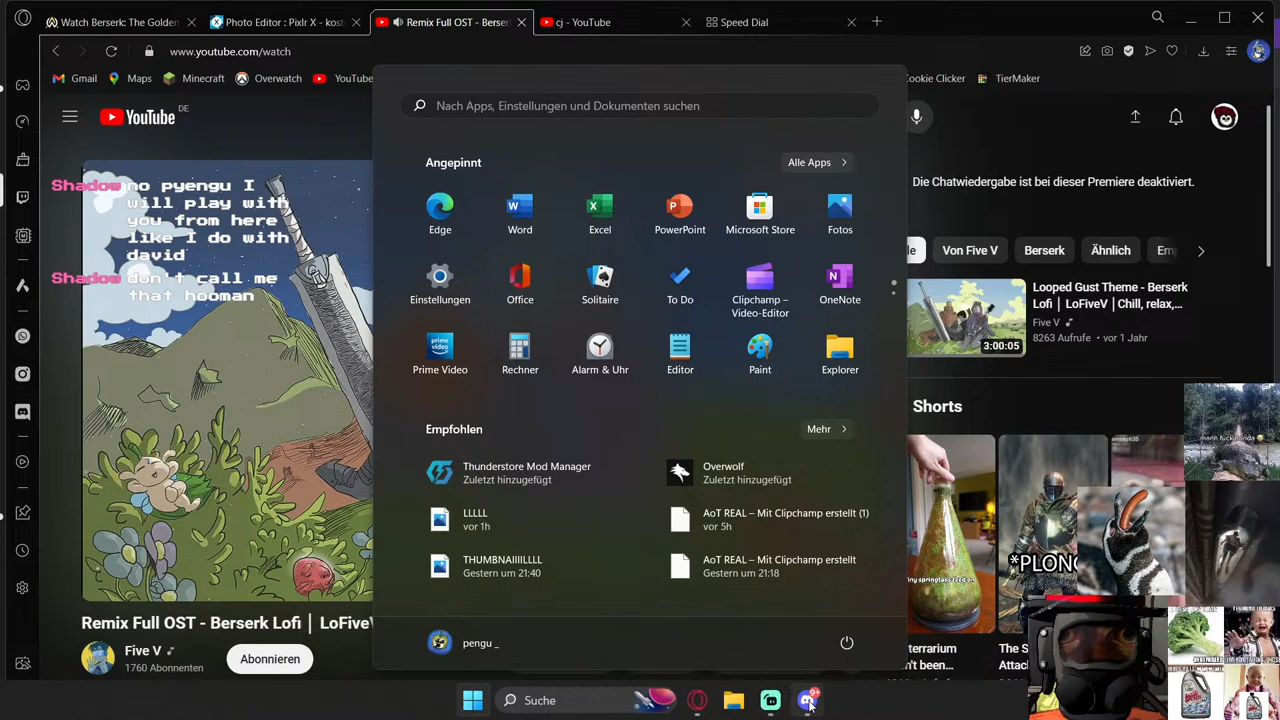 Watch Berserk: The Golden
Photo Editor : Pixlr X - kost
Remix Full OST - Berser
cj - YouTube
Speed Dial
www.youtube.com/watch
Gmail
Maps
Minecraft
Overwatch
YouTube
Cookie Clicker
TierMaker
YouTube DE
Nach Apps, Einstellungen und Dokumenten suchen
Die Chatwiedergabe ist bei dieser Premiere deaktiviert.
Angepinnt
Alle Apps
Shadow no pyengu I
will play with
you from here
like I do with
david
Shadow don't call me
that hooman
Edge
Word
Excel
PowerPoint
Microsoft Store
Fotos
Von Five V
Berserk
Ähnlich
Einstellungen
Office
Solitaire
To Do
Clipchamp –
Video-Editor
OneNote
Looped Gust Theme - Berserk
Lofi | LoFiveV | Chill, relax,...
Five V
8263 Aufrufe • vor 1 Jahr
3:00:05
Prime Video
Rechner
Alarm & Uhr
Editor
Paint
Explorer
Empfohlen
Mehr
Shorts
Thunderstore Mod Manager
Zuletzt hinzugefügt
Overwolf
Zuletzt hinzugefügt
LLLLL
vor 1h
AoT REAL – Mit Clipchamp erstellt (1)
vor 5h
THUMBNAIIIILLLL
Gestern um 21:40
AoT REAL – Mit Clipchamp erstellt
Gestern um 21:18
*PLONG
Remix Full OST - Berserk Lofi | LoFiveV
Five V
1760 Abonnenten
Abonnieren
pengu _
Suche
9+